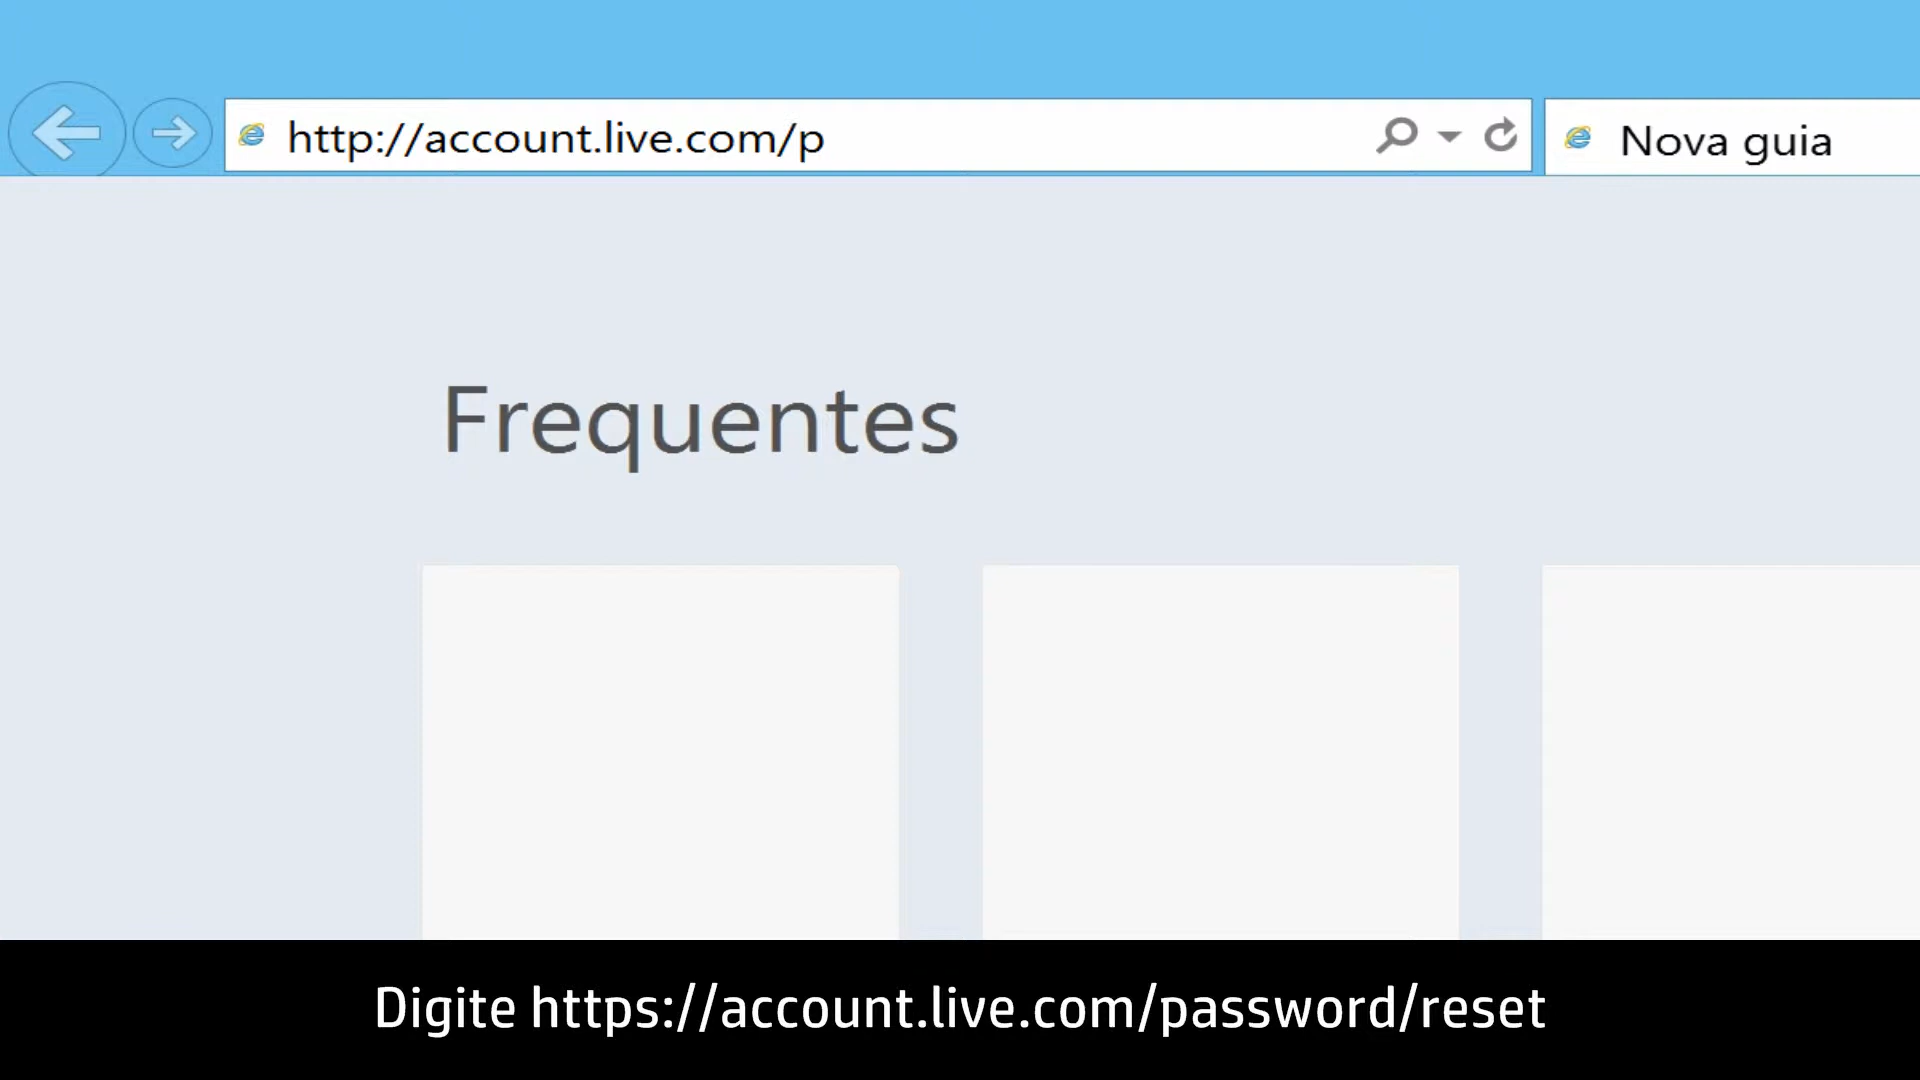 http://account.live.com/p
Nova guia
Frequentes
Digite https://account.live.com/password/reset